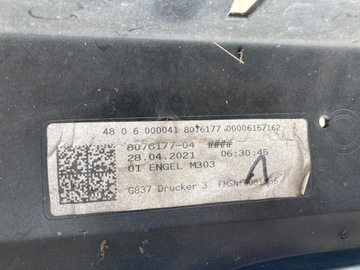 48 0 6 000041 8076177 00006167162
8076177-04 ####
28.04.2021 06:30:45
01 ENGEL M303
G837 Drucker 3